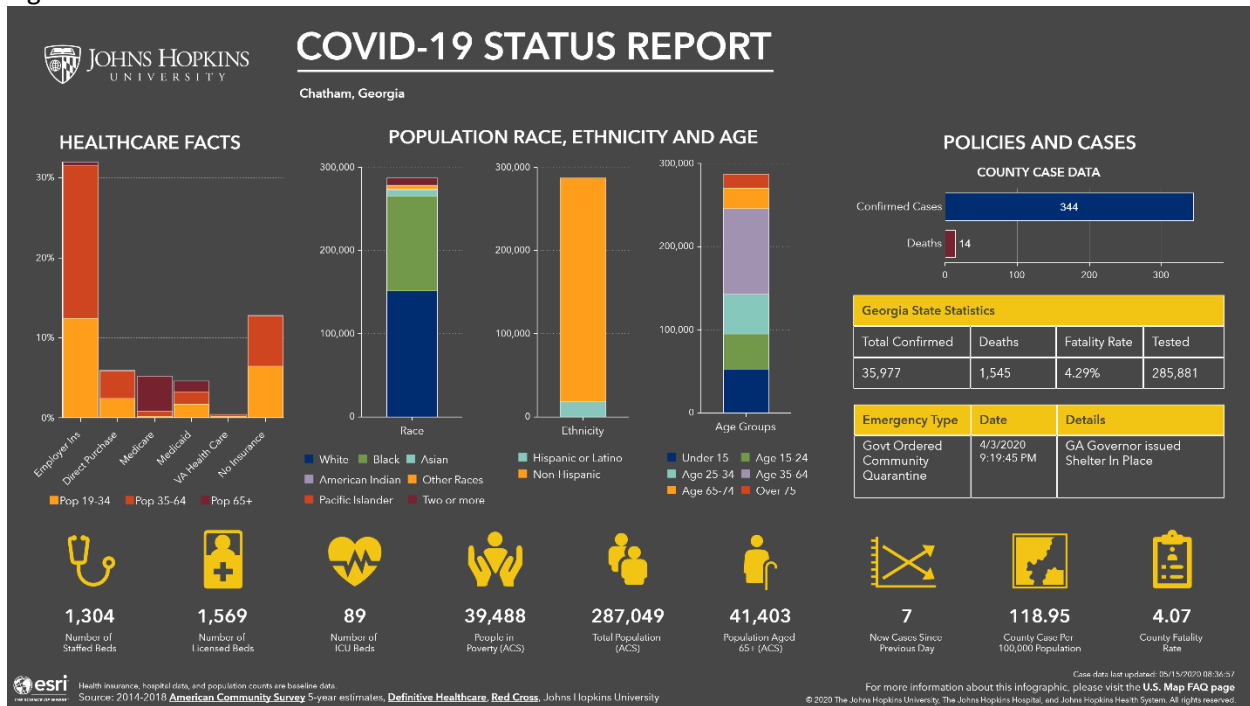 JOHNS HOPKINS
UNIVERSITY
COVID-19 STATUS REPORT
Chatham, Georgia
HEALTHCARE FACTS
30%
20%
10%
0%
Employer Ins
Direct Purchase
Medicare
Medicaid
VA Health Care
No Insurance
Pop 19-34 Pop 35-64 Pop 65+
POPULATION RACE, ETHNICITY AND AGE
300,000
200,000
100,000
0
Race
White Black Asian
American Indian Other Races
Pacific Islander Two or more
300,000
200,000
100,000
0
Ethnicity
Hispanic or Latino
Non Hispanic
300,000
200,000
100,000
0
Age Groups
Under 15 Age 15-24
Age 25-34 Age 35-64
Age 65-74 Over 75
POLICIES AND CASES
COUNTY CASE DATA
Confirmed Cases 344
Deaths 14
0 100 200 300
Georgia State Statistics
Total Confirmed Deaths Fatality Rate Tested
35,977 1,545 4.29% 285,881
Emergency Type Date Details
Govt Ordered 4/3/2020 GA Governor issued
Community 9:19:45 PM Shelter In Place
Quarantine
1,304 1,569 89 39,488 287,049 41,403 7 118.95 4.07
Number of Number of Number of People in Total Population Population Aged New Cases Since County Case Per County Fatality
Staffed Beds Licensed Beds ICU Beds Poverty (ACS) (ACS) 65+ (ACS) Previous Day 100,000 Population Rate
esri
THE SCIENCE OF WHERE
Health insurance, hospital data, and population counts are baseline data.
Source: 2014-2018 American Community Survey 5-year estimates, Definitive Healthcare, Red Cross, Johns Hopkins University
Case data last updated: 05/15/2020 08:36:57
For more information about this infographic, please visit the U.S. Map FAQ page
© 2020 The Johns Hopkins University, The Johns Hopkins Hospital, and Johns Hopkins Health System. All rights reserved.